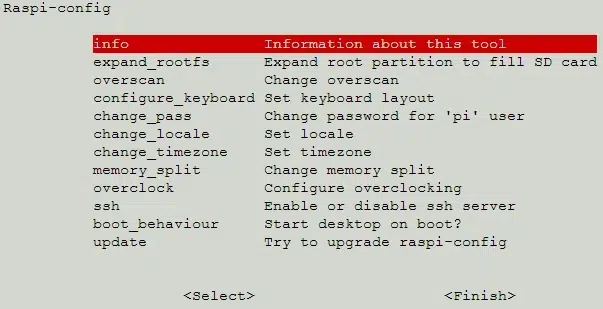 Raspi-config
info Information about this tool
expand_rootfs Expand root partition to fill SD card
overscan Change overscan
configure_keyboard Set keyboard layout
change_pass Change password for 'pi' user
change_locale Set locale
change_timezone Set timezone
memory_split Change memory split
overclock Configure overclocking
ssh Enable or disable ssh server
boot_behaviour Start desktop on boot?
update Try to upgrade raspi-config
<Select> <Finish>